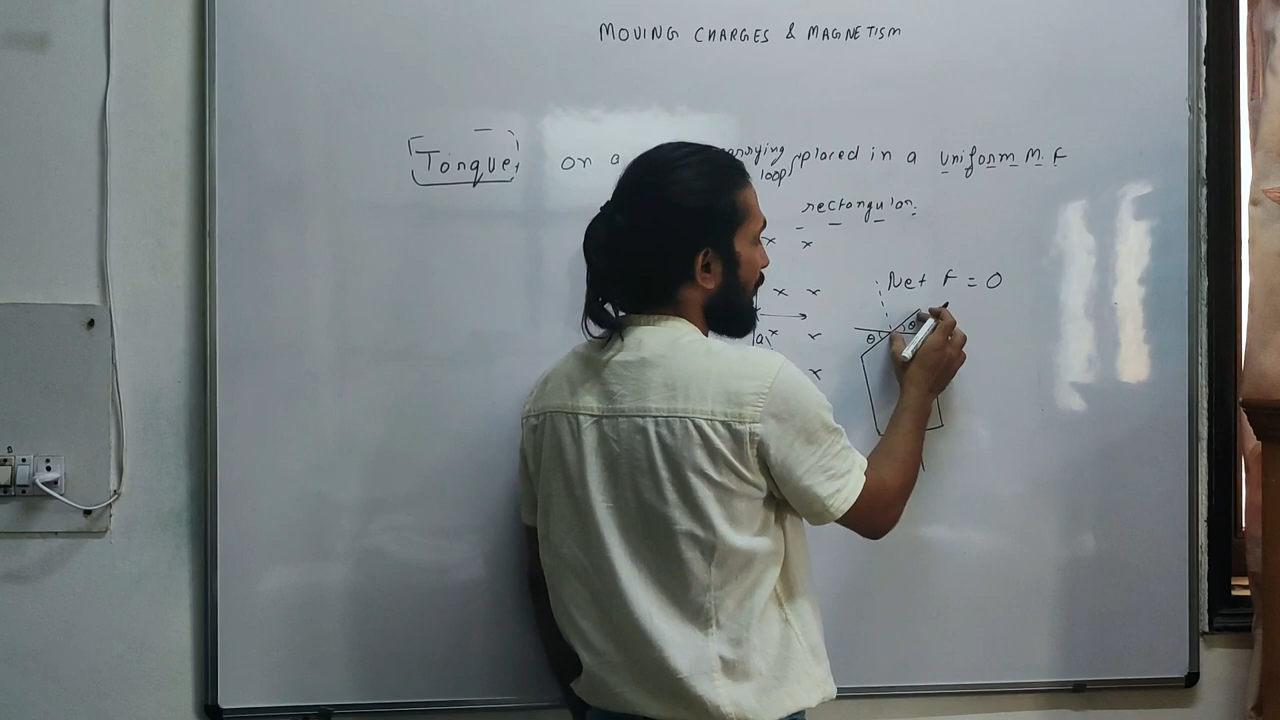 MOVING CHARGES & MAGNETISM
Torque on a placed in a uniform M.F
loop
rectangular
x x
x x
a x x
x
Net F = 0
θ θ